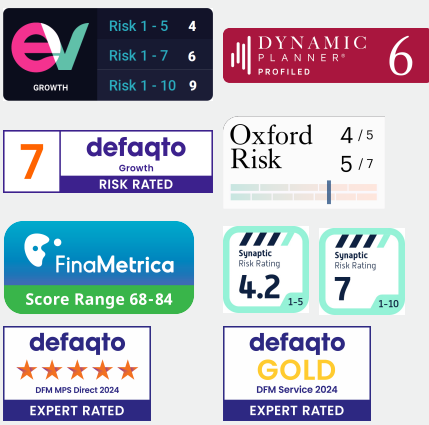 ev
GROWTH
Risk 1 - 5 4
Risk 1 - 7 6
Risk 1 - 10 9
DYNAMIC
PLANNER®
PROFILED
6
7
defaqto
Growth
RISK RATED
Oxford
Risk
4 / 5
5 / 7
FinaMetrica
Score Range 68-84
Synaptic
Risk Rating
4.2
1-5
Synaptic
Risk Rating
7
1-10
defaqto
DFM MPS Direct 2024
EXPERT RATED
defaqto
GOLD
DFM Service 2024
EXPERT RATED